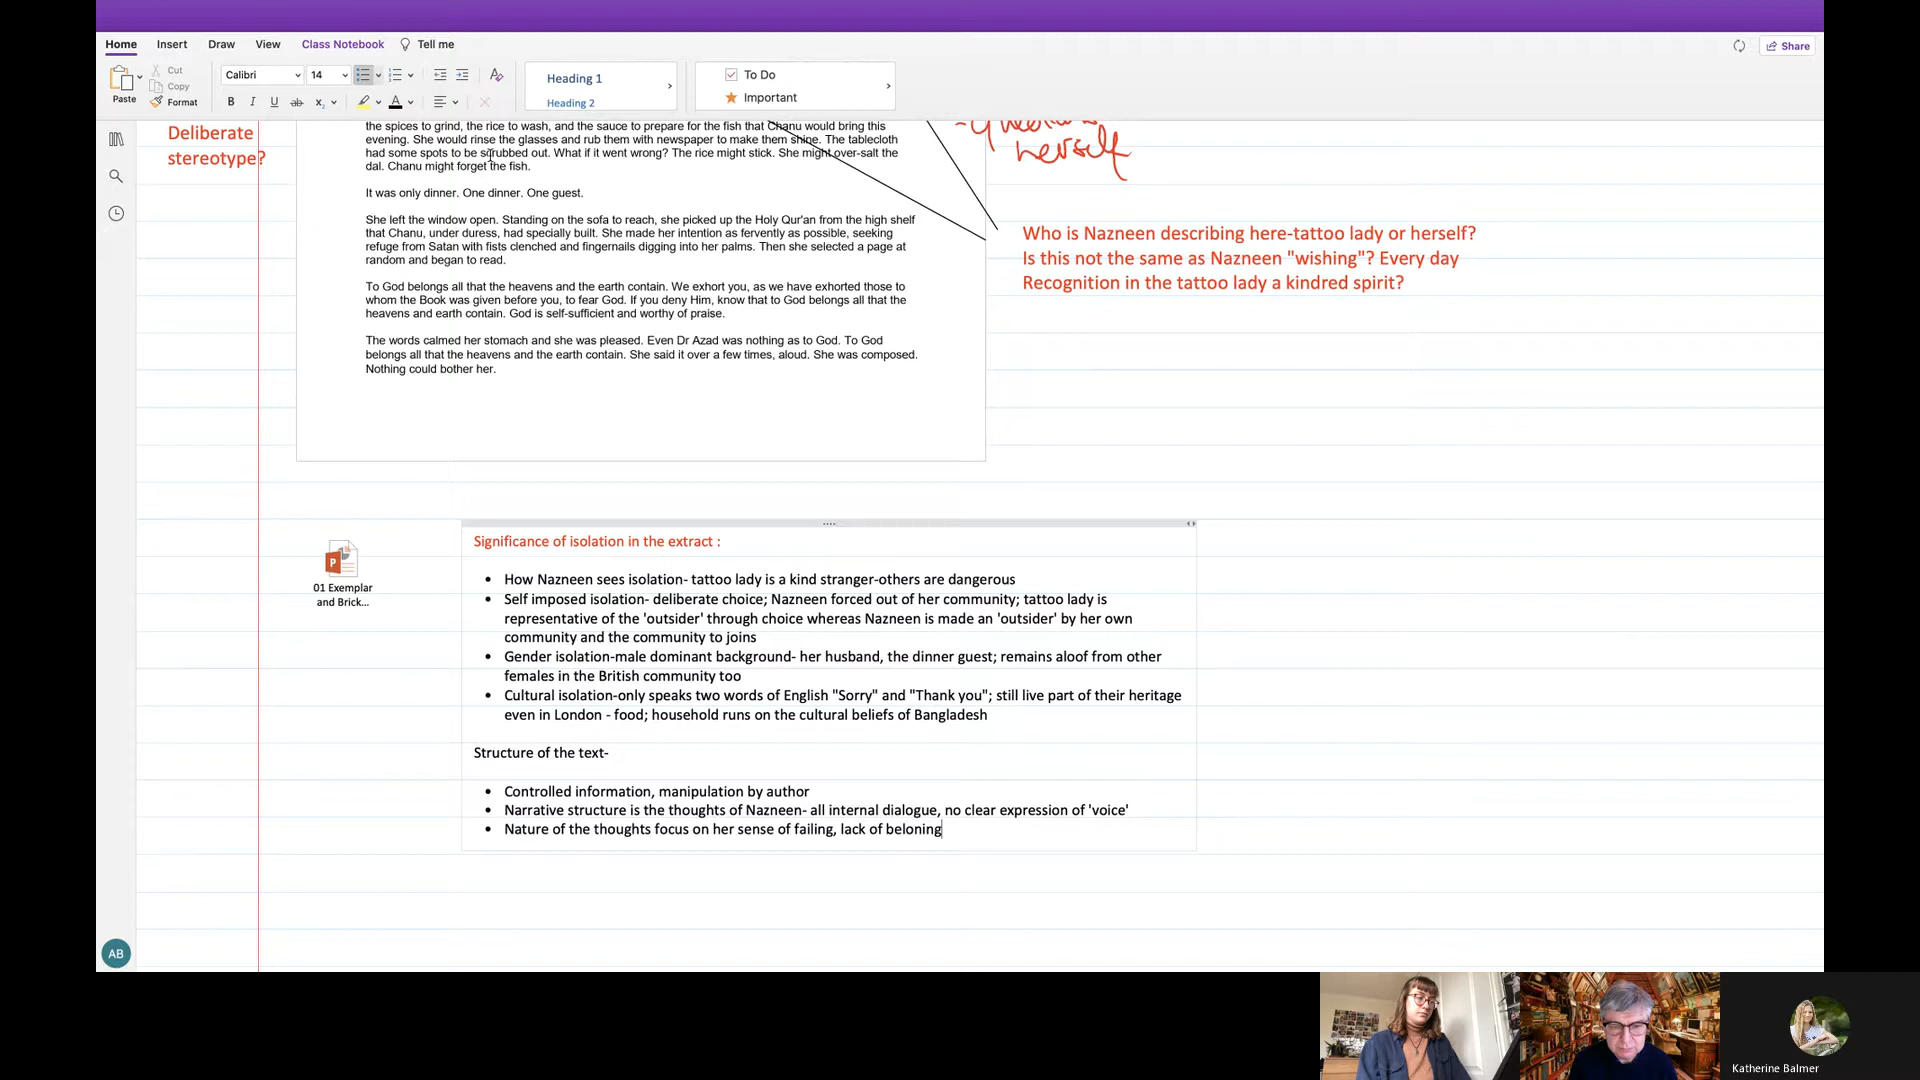 Home Insert Draw View Class Notebook Tell me
Share
Paste
Cut
Copy
Format
Calibri 14
B I U ab x₂ A
Heading 1
Heading 2
To Do
Important
Deliberate
stereotype?
the spices to grind, the rice to wash, and the sauce to prepare for the fish that Chanu would bring this
evening. She would rinse the glasses and rub them with newspaper to make them shine. The tablecloth
had some spots to be scrubbed out. What if it went wrong? The rice might stick. She might over-salt the
dal. Chanu might forget the fish.
It was only dinner. One dinner. One guest.
She left the window open. Standing on the sofa to reach, she picked up the Holy Qur'an from the high shelf
that Chanu, under duress, had specially built. She made her intention as fervently as possible, seeking
refuge from Satan with fists clenched and fingernails digging into her palms. Then she selected a page at
random and began to read.
To God belongs all that the heavens and the earth contain. We exhort you, as we have exhorted those to
whom the Book was given before you, to fear God. If you deny Him, know that to God belongs all that the
heavens and earth contain. God is self-sufficient and worthy of praise.
The words calmed her stomach and she was pleased. Even Dr Azad was nothing as to God. To God
belongs all that the heavens and the earth contain. She said it over a few times, aloud. She was composed.
Nothing could bother her.
herself
Who is Nazneen describing here-tattoo lady or herself?
Is this not the same as Nazneen "wishing"? Every day
Recognition in the tattoo lady a kindred spirit?
01 Exemplar
and Brick...
Significance of isolation in the extract :
• How Nazneen sees isolation- tattoo lady is a kind stranger-others are dangerous
• Self imposed isolation- deliberate choice; Nazneen forced out of her community; tattoo lady is
representative of the 'outsider' through choice whereas Nazneen is made an 'outsider' by her own
community and the community to joins
• Gender isolation-male dominant background- her husband, the dinner guest; remains aloof from other
females in the British community too
• Cultural isolation-only speaks two words of English "Sorry" and "Thank you"; still live part of their heritage
even in London - food; household runs on the cultural beliefs of Bangladesh
Structure of the text-
• Controlled information, manipulation by author
• Narrative structure is the thoughts of Nazneen- all internal dialogue, no clear expression of 'voice'
• Nature of the thoughts focus on her sense of failing, lack of beloning
AB
Katherine Balmer